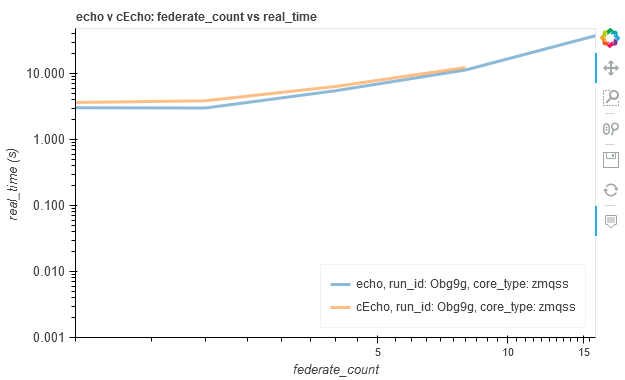 echo v cEcho: federate_count vs real_time
10.000
1.000
0.100
0.010
0.001
real_time (s)
echo, run_id: Obg9g, core_type: zmqss
cEcho, run_id: Obg9g, core_type: zmqss
5
10
15
federate_count